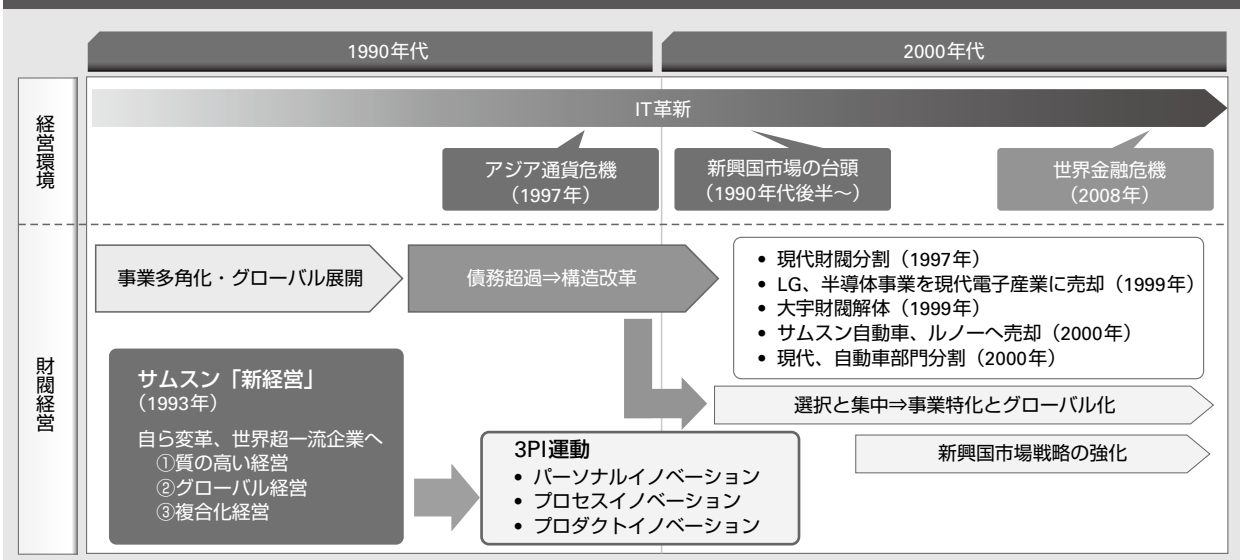 1990年代
2000年代
経営環境
IT革新
アジア通貨危機
（1997年）
新興国市場の台頭
（1990年代後半～）
世界金融危機
（2008年）
財閥経営
事業多角化・グローバル展開
債務超過⇒構造改革
• 現代財閥分割（1997年）
• LG、半導体事業を現代電子産業に売却（1999年）
• 大宇財閥解体（1999年）
• サムスン自動車、ルノーへ売却（2000年）
• 現代、自動車部門分割（2000年）
選択と集中⇒事業特化とグローバル化
新興国市場戦略の強化
サムスン「新経営」
（1993年）
自ら変革、世界超一流企業へ
①質の高い経営
②グローバル経営
③複合化経営
3PI運動
• パーソナルイノベーション
• プロセスイノベーション
• プロダクトイノベーション